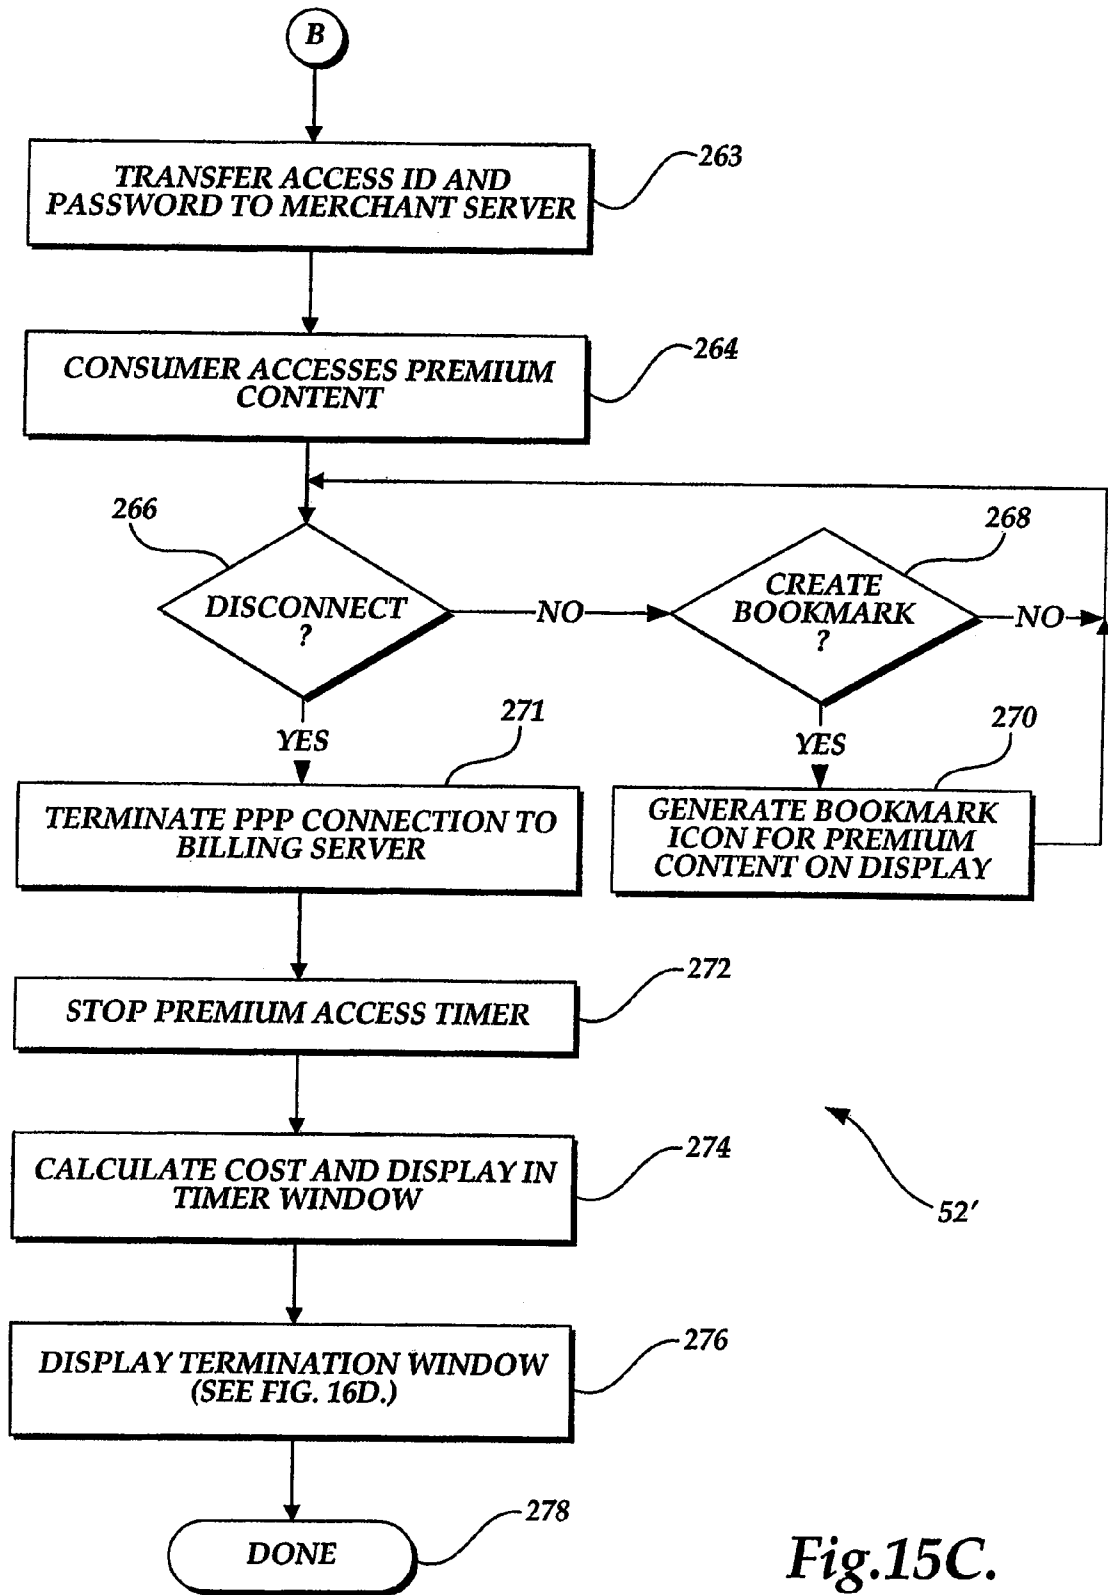 B
TRANSFER ACCESS ID AND
PASSWORD TO MERCHANT SERVER
263
CONSUMER ACCESSES PREMIUM
CONTENT
264
266
DISCONNECT
?
NO
268
CREATE
BOOKMARK
?
NO
YES
271
TERMINATE PPP CONNECTION TO
BILLING SERVER
YES
270
GENERATE BOOKMARK
ICON FOR PREMIUM
CONTENT ON DISPLAY
272
STOP PREMIUM ACCESS TIMER
274
CALCULATE COST AND DISPLAY IN
TIMER WINDOW
52'
276
DISPLAY TERMINATION WINDOW
(SEE FIG. 16D.)
278
DONE
Fig.15C.